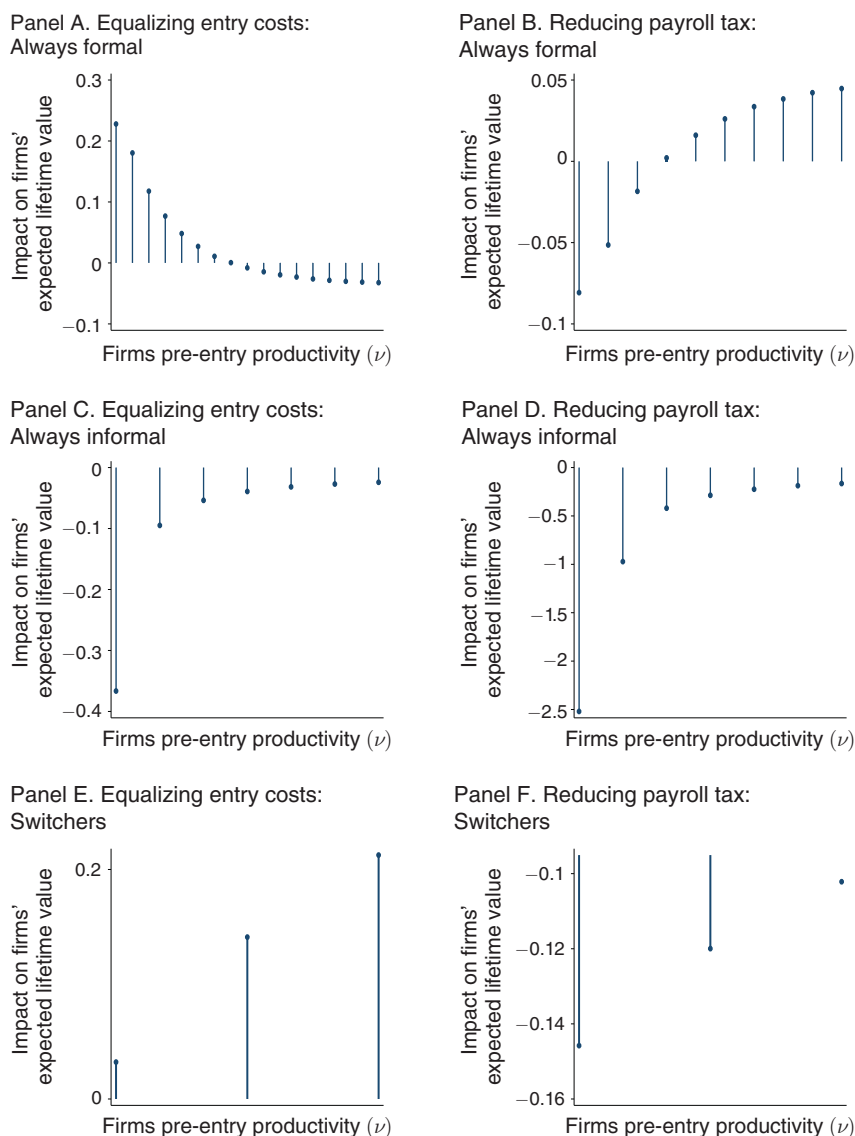 Panel A. Equalizing entry costs:
Always formal
Impact on firms'
expected lifetime value
0.3
0.2
0.1
0
−0.1
Firms pre-entry productivity (ν)
Panel B. Reducing payroll tax:
Always formal
Impact on firms'
expected lifetime value
0.05
0
−0.05
−0.1
Firms pre-entry productivity (ν)
Panel C. Equalizing entry costs:
Always informal
Impact on firms'
expected lifetime value
0
−0.1
−0.2
−0.3
−0.4
Firms pre-entry productivity (ν)
Panel D. Reducing payroll tax:
Always informal
Impact on firms'
expected lifetime value
0
−0.5
−1
−1.5
−2
−2.5
Firms pre-entry productivity (ν)
Panel E. Equalizing entry costs:
Switchers
Impact on firms'
expected lifetime value
0.2
0
Firms pre-entry productivity (ν)
Panel F. Reducing payroll tax:
Switchers
Impact on firms'
expected lifetime value
−0.1
−0.12
−0.14
−0.16
Firms pre-entry productivity (ν)